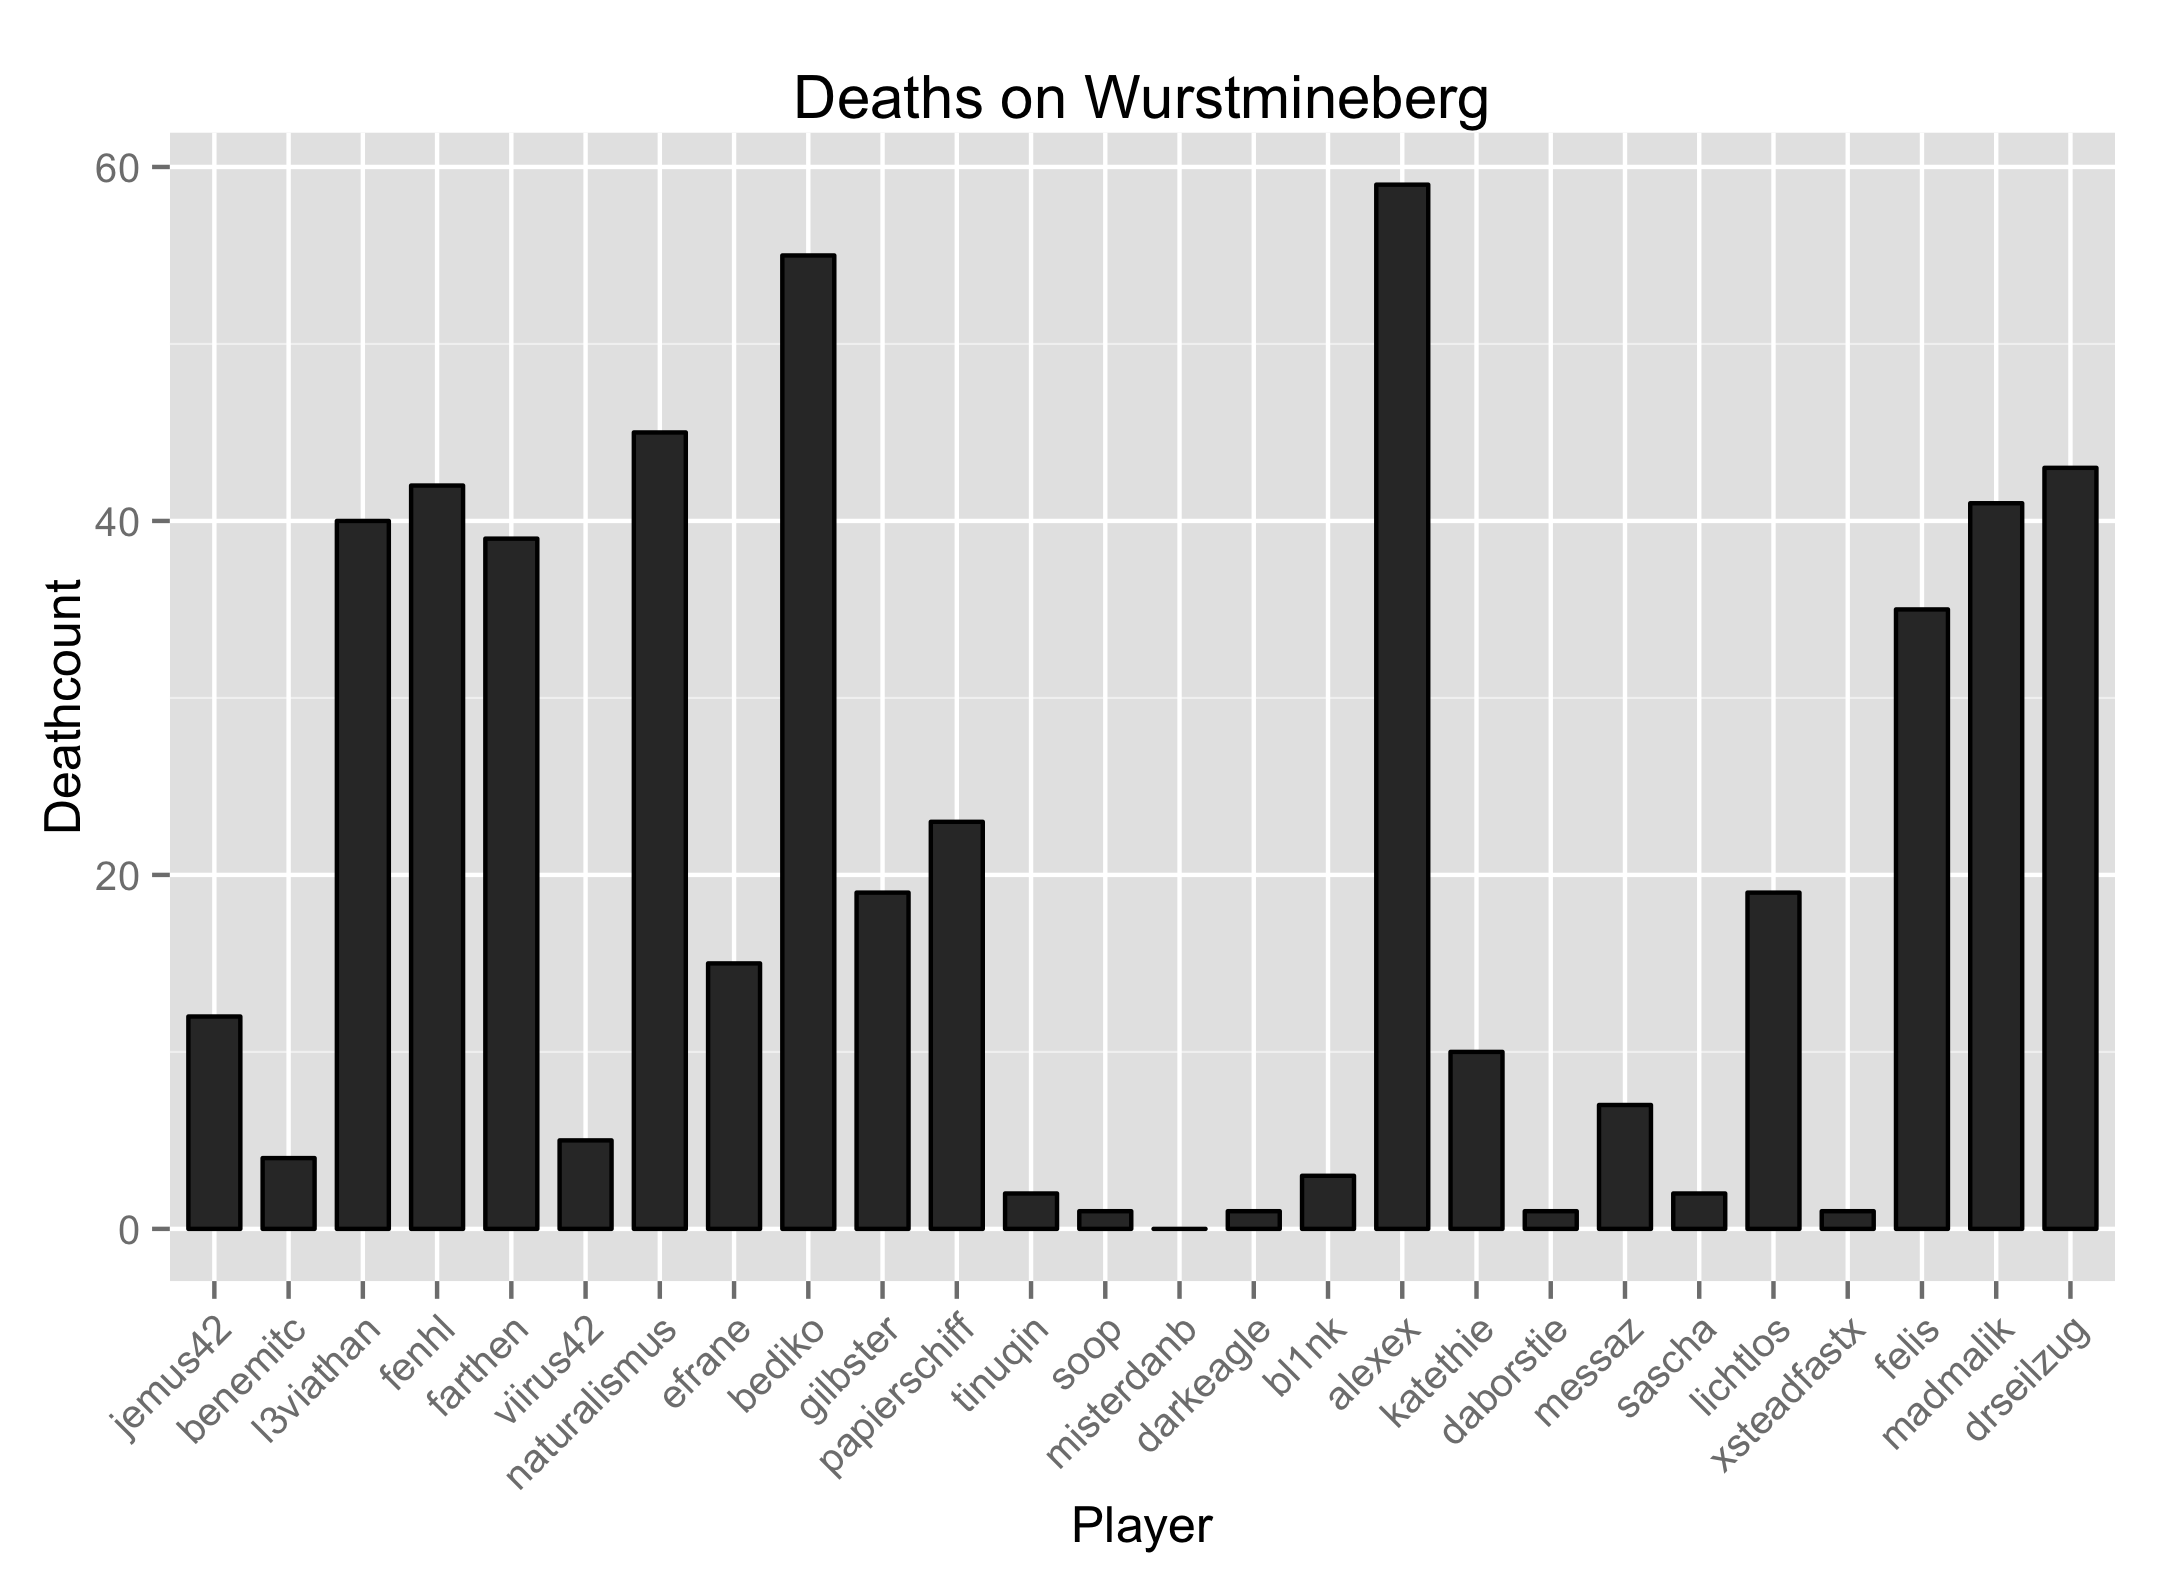 Deaths on Wurstmineberg
Deathcount
60
40
20
0
jemus42
benemitc
l3viathan
fenhl
farthen
viirus42
naturalismus
efrane
bediko
gilbster
papierschiff
tinuqin
soop
misterdanb
darkeagle
bl1nk
alexex
katethie
daborstie
messaz
sascha
lichtlos
xsteadfastx
felis
madmalik
drseilzug
Player